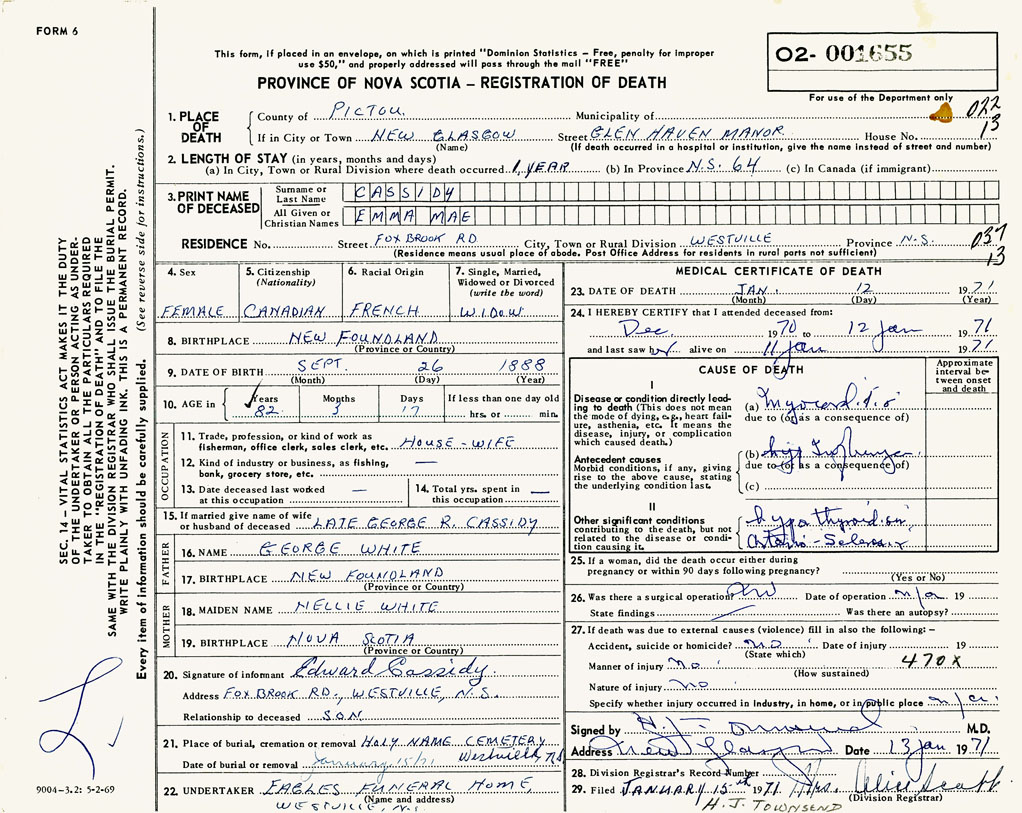 FORM 6
This form, if placed in an envelope, on which is printed "Dominion Statistics – Free, penalty for improper
use $50," and properly addressed will pass through the mail "FREE"
PROVINCE OF NOVA SCOTIA – REGISTRATION OF DEATH
02- 001655
For use of the Department only
022
13
1. PLACE OF DEATH
County of PICTOU Municipality of
If in City or Town NEW GLASGOW Street GLEN HAVEN MANOR House No.
(Name) (If death occurred in a hospital or institution, give the name instead of street and number)
2. LENGTH OF STAY (in years, months and days)
(a) In City, Town or Rural Division where death occurred 1 YEAR (b) In Province N.S. 64 (c) In Canada (if immigrant)
3. PRINT NAME OF DECEASED
Surname or Last Name CASSIDY
All Given or Christian Names EMMA MAE
RESIDENCE No. Street FOX BROOK RD City, Town or Rural Division WESTVILLE Province N.S. 037
13
(Residence means usual place of abode. Post Office Address for residents in rural parts not sufficient)
4. Sex FEMALE
5. Citizenship (Nationality) CANADIAN
6. Racial Origin FRENCH
7. Single, Married, Widowed or Divorced (write the word) WIDOW
8. BIRTHPLACE NEW FOUNDLAND
(Province or Country)
9. DATE OF BIRTH SEPT. 26 1888
(Month) (Day) (Year)
10. AGE in Years 82 Months 3 Days 17 If less than one day old hrs. or min.
OCCUPATION
11. Trade, profession, or kind of work as
fisherman, office clerk, sales clerk, etc. HOUSE-WIFE
12. Kind of industry or business, as fishing,
bank, grocery store, etc. —
13. Date deceased last worked
at this occupation —
14. Total yrs. spent in
this occupation —
15. If married give name of wife
or husband of deceased LATE GEORGE R. CASSIDY
FATHER
16. NAME GEORGE WHITE
17. BIRTHPLACE NEW FOUNDLAND
(Province or Country)
MOTHER
18. MAIDEN NAME NELLIE WHITE
19. BIRTHPLACE NOVA SCOTIA
(Province or Country)
20. Signature of informant Edward Cassidy
Address FOX BROOK RD., WESTVILLE, N.S.
Relationship to deceased SON
21. Place of burial, cremation or removal HOLY NAME CEMETERY
Westville N.S.
Date of burial or removal January 15/71
22. UNDERTAKER EAGLES FUNERAL HOME,
(Name and address)
WESTVILLE, N.S.
MEDICAL CERTIFICATE OF DEATH
23. DATE OF DEATH JAN. 12 1971
(Month) (Day) (Year)
24. I HEREBY CERTIFY that I attended deceased from:
Dec 1970 to 12 Jan 1971
and last saw her alive on 11 Jan 1971
CAUSE OF DEATH
Approximate interval between onset and death
I
Disease or condition directly leading to death (This does not
mean the mode of dying, e.g., heart failure, asthenia, etc. It means the
disease, injury, or complication
which caused death.)
(a)
due to (or as a consequence of)
Antecedent causes
Morbid conditions, if any, giving
rise to the above cause, stating
the underlying condition last.
(b) Influenza
due to (or as a consequence of)
(c)
II
Other significant conditions
contributing to the death, but not
related to the disease or condition causing it.
25. If a woman, did the death occur either during
pregnancy or within 90 days following pregnancy?
(Yes or No)
26. Was there a surgical operation? Date of operation n/a 19
State findings Was there an autopsy?
27. If death was due to external causes (violence) fill in also the following: –
Accident, suicide or homicide? no Date of injury 19
(State which) 470X
Manner of injury no
(How sustained)
Nature of injury no
Specify whether injury occurred in industry, in home, or in public place n/a
Signed by M.D.
Address New Glasgow Date 13 Jan 1971
28. Division Registrar's Record Number
29. Filed JANUARY 15th 1971 Mrs. Alice Scott
(Division Registrar)
H.J. TOWNSEND
SEC. 14 – VITAL STATISTICS ACT MAKES IT THE DUTY
OF THE UNDERTAKER OR PERSON ACTING AS UNDERTAKER
TO OBTAIN ALL THE PARTICULARS REQUIRED
IN THE "REGISTRATION OF DEATH" AND TO FILE THE
SAME WITH THE DIVISION REGISTRAR WHO SHALL ISSUE THE BURIAL PERMIT.
WRITE PLAINLY WITH UNFADING INK. THIS IS A PERMANENT RECORD.
Every item of information should be carefully supplied. (See reverse side for instructions.)
9004-3.2: 5-2-69